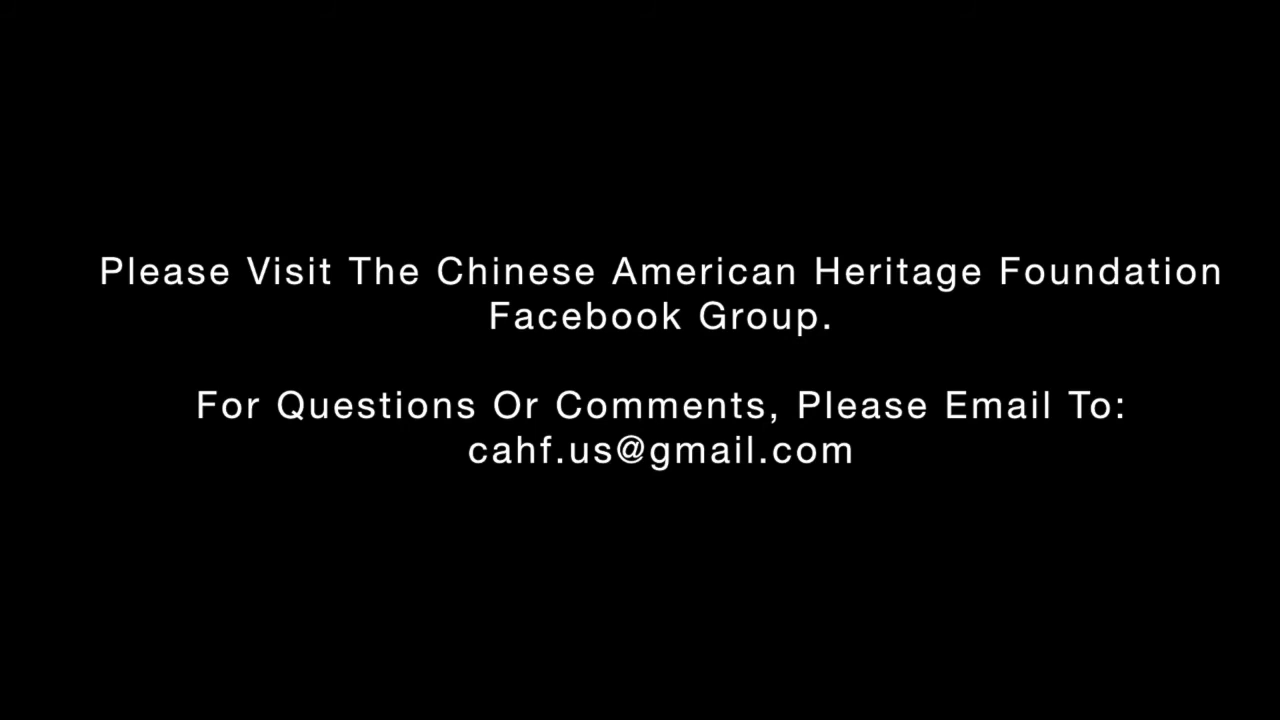 Please Visit The Chinese American Heritage Foundation
Facebook Group.
For Questions Or Comments, Please Email To:
cahf.us@gmail.com